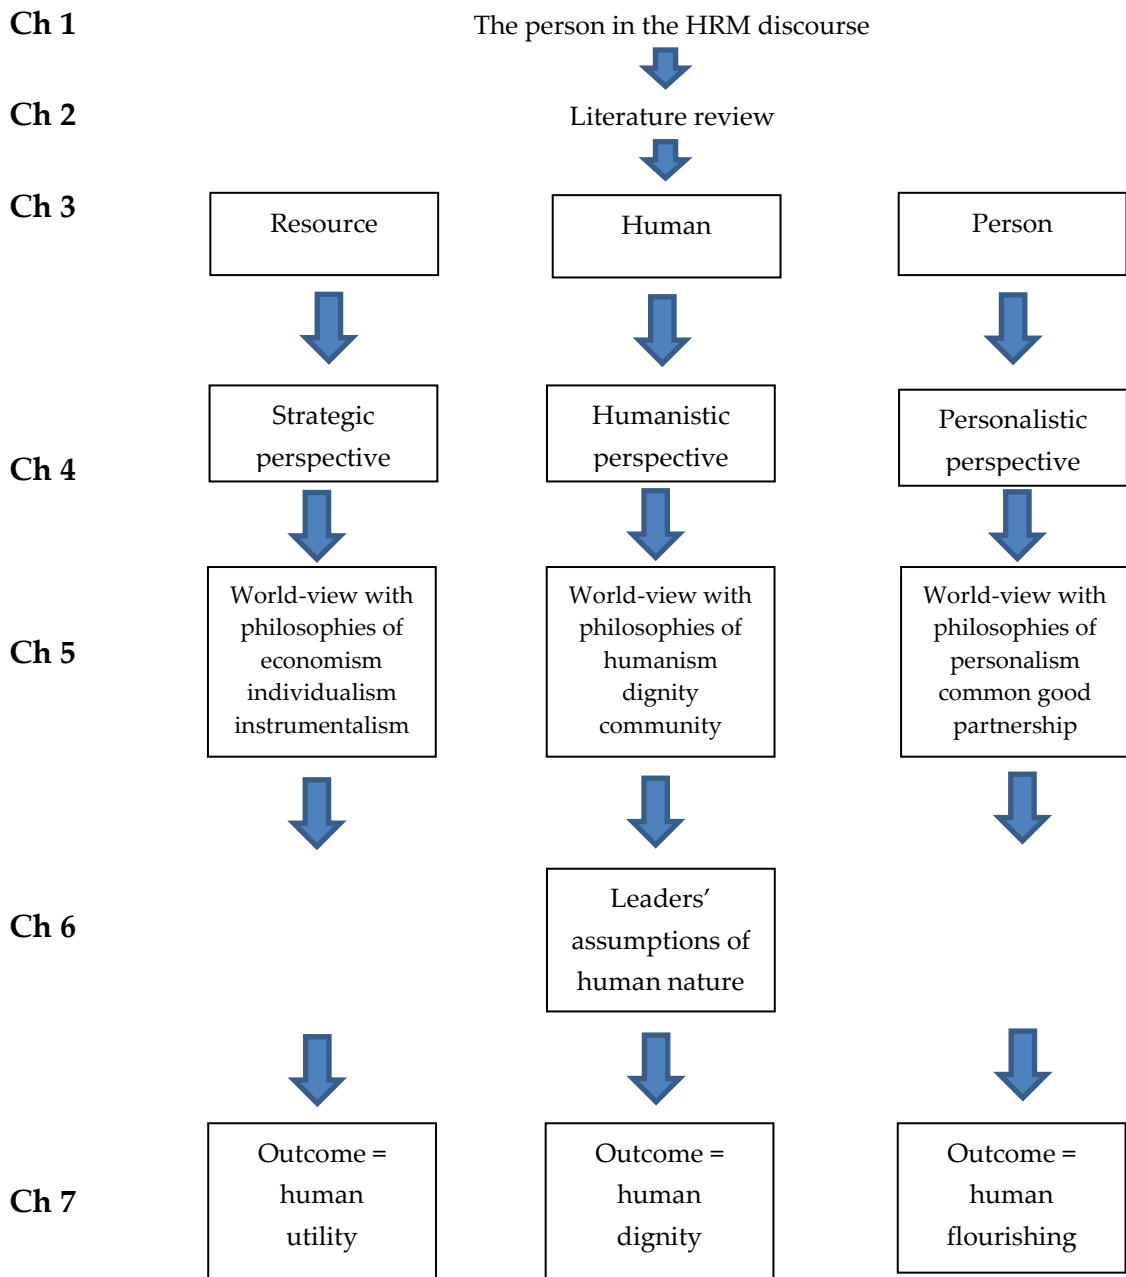 Ch 1
The person in the HRM discourse
Ch 2
Literature review
Ch 3
Resource
Human
Person
Strategic
perspective
Humanistic
perspective
Personalistic
perspective
Ch 4
World-view with
philosophies of
economism
individualism
instrumentalism
World-view with
philosophies of
humanism
dignity
community
World-view with
philosophies of
personalism
common good
partnership
Ch 5
Ch 6
Leaders’
assumptions of
human nature
Ch 7
Outcome =
human
utility
Outcome =
human
dignity
Outcome =
human
flourishing